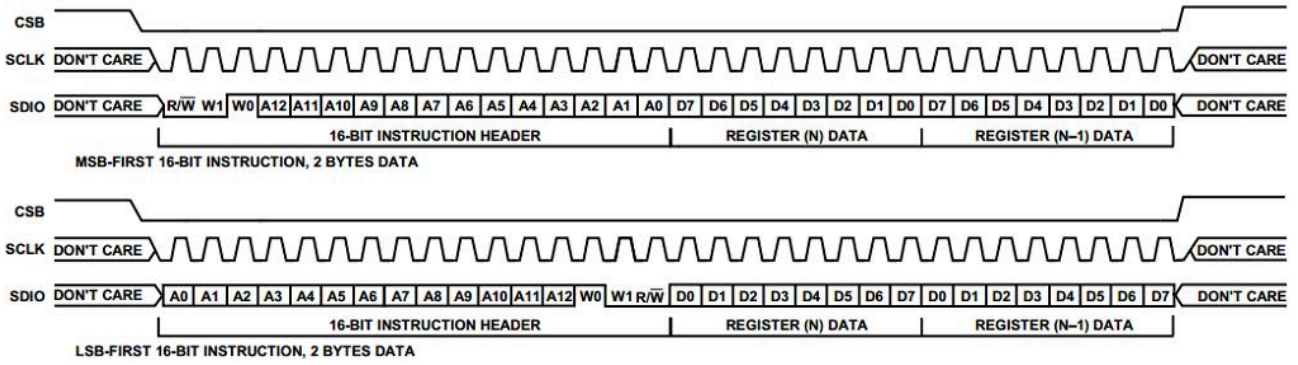 CSB
SCLK DON'T CARE DON'T CARE
SDIO DON'T CARE R/W̅ W1 W0 A12 A11 A10 A9 A8 A7 A6 A5 A4 A3 A2 A1 A0 D7 D6 D5 D4 D3 D2 D1 D0 D7 D6 D5 D4 D3 D2 D1 D0 DON'T CARE
16-BIT INSTRUCTION HEADER REGISTER (N) DATA REGISTER (N–1) DATA
MSB-FIRST 16-BIT INSTRUCTION, 2 BYTES DATA
CSB
SCLK DON'T CARE DON'T CARE
SDIO DON'T CARE A0 A1 A2 A3 A4 A5 A6 A7 A8 A9 A10 A11 A12 W0 W1 R/W̅ D0 D1 D2 D3 D4 D5 D6 D7 D0 D1 D2 D3 D4 D5 D6 D7 DON'T CARE
16-BIT INSTRUCTION HEADER REGISTER (N) DATA REGISTER (N–1) DATA
LSB-FIRST 16-BIT INSTRUCTION, 2 BYTES DATA